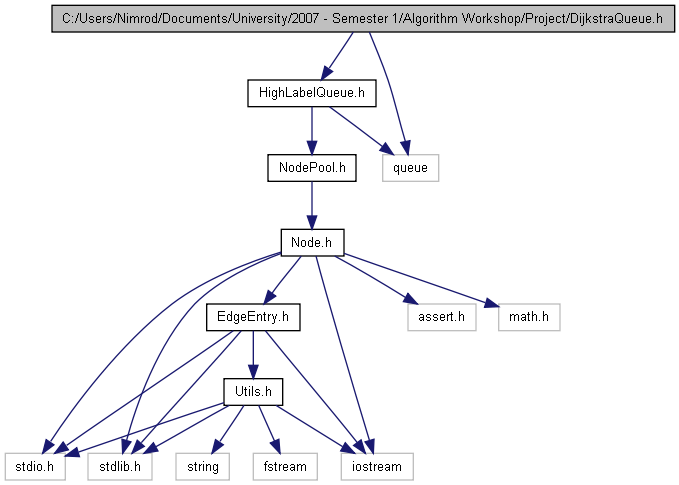 C:/Users/Nimrod/Documents/University/2007 - Semester 1/Algorithm Workshop/Project/DijkstraQueue.h
HighLabelQueue.h
NodePool.h
queue
Node.h
EdgeEntry.h
assert.h
math.h
Utils.h
stdio.h
stdlib.h
string
fstream
iostream